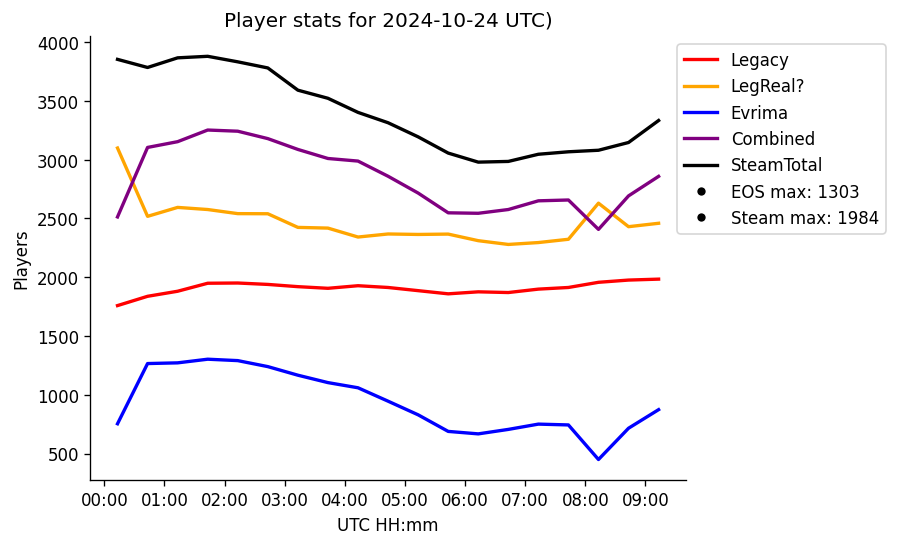 Player stats for 2024-10-24 UTC)
4000
3500
3000
2500
2000
1500
1000
500
Players
00:00 01:00 02:00 03:00 04:00 05:00 06:00 07:00 08:00 09:00
UTC HH:mm
Legacy
LegReal?
Evrima
Combined
SteamTotal
EOS max: 1303
Steam max: 1984